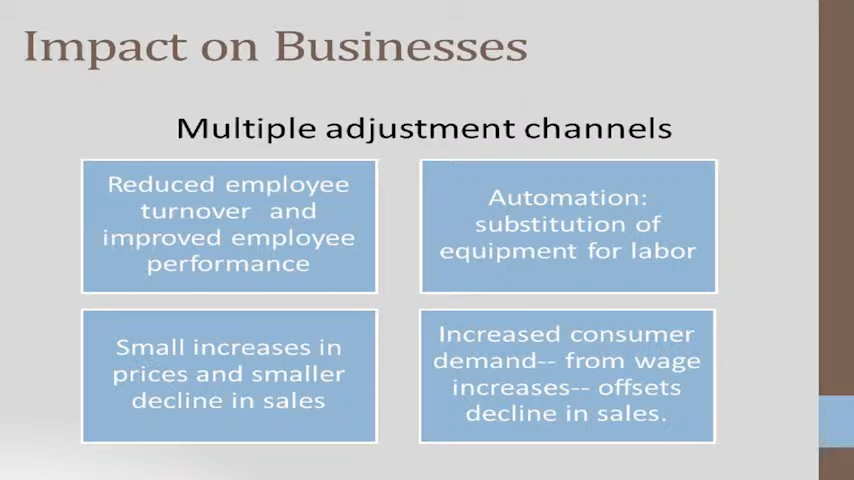 Impact on Businesses
Multiple adjustment channels
Reduced employee
turnover and
improved employee
performance
Automation:
substitution of
equipment for labor
Small increases in
prices and smaller
decline in sales
Increased consumer
demand-- from wage
increases-- offsets
decline in sales.